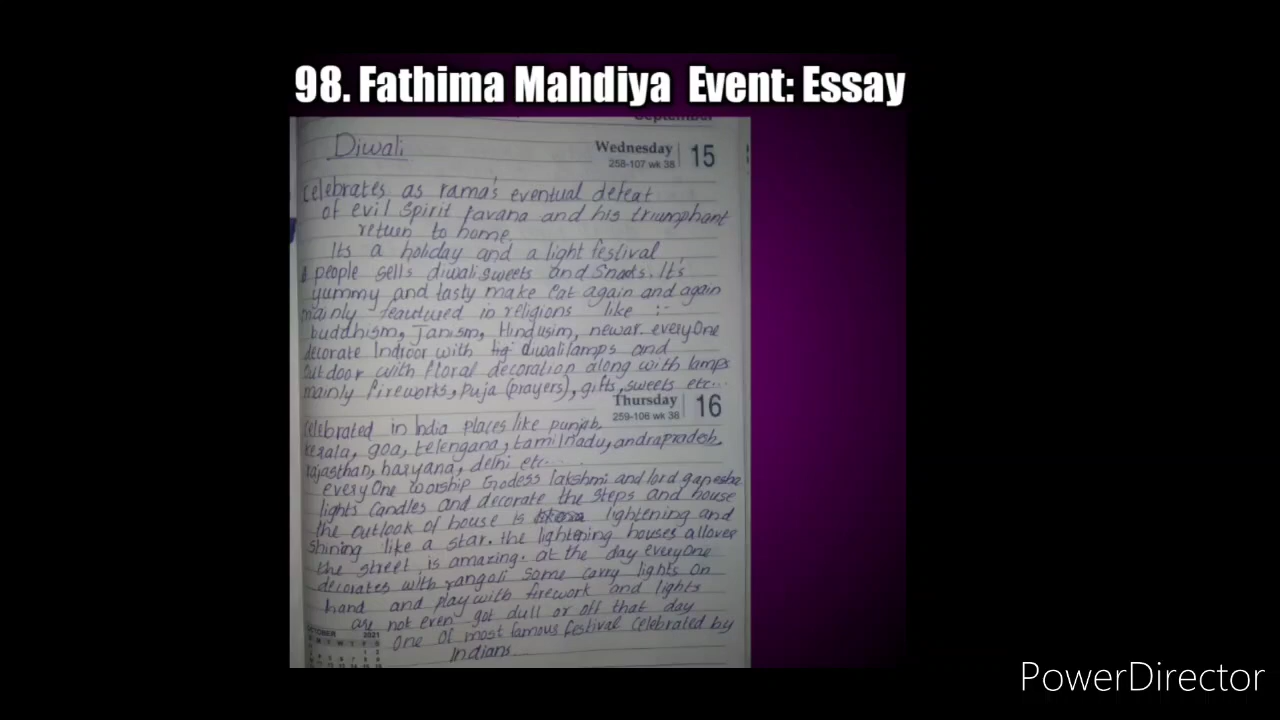 98. Fathima Mahdiya Event: Essay
September
Diwali
Wednesday 15
258-107 wk 38
Celebrates as rama's eventual defeat
of evil spirit ravana and his triumphant
return to home.
Its a holiday and a light festival
people sells diwali sweets and snacks. It's
yummy and tasty make Eat again and again
mainly feautured in religions like :-
buddhism, Janism, Hindusim, newar. everyOne
decorate Indroor with lig diwali lamps and
Outdoor with floral decoration along with lamps
mainly fireworks, Puja (prayers), gifts, sweets etc...
Thursday 16
259-106 wk 38
Celebrated in India places like punjab,
kerala, goa, telengana, tamilnadu, andrapradesh,
rajasthan, haryana, delhi etc...
everyOne worship Godess lakshmi and lord ganesha
lights Candles and decorate the steps and house
the outlook of house is lightening and
shining like a star. the lightening houses allover
the street is amazing. at the day everyOne
decorates with rangoli some carry lights on
hand and play with firework and lights
are not even got dull or off that day
One of most famous festival celebrated by
Indians
OCTOBER 2021
PowerDirector